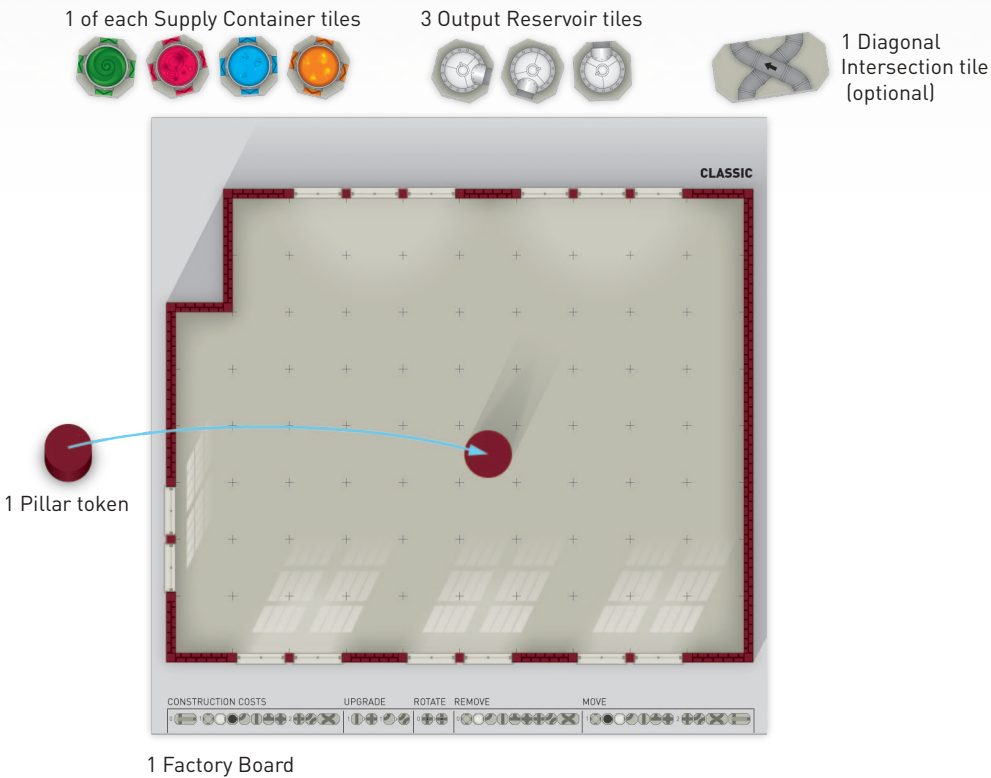 1 of each Supply Container tiles
3 Output Reservoir tiles
1 Diagonal
Intersection tile
(optional)
CLASSIC
1 Pillar token
CONSTRUCTION COSTS
UPGRADE
ROTATE
REMOVE
MOVE
1 Factory Board